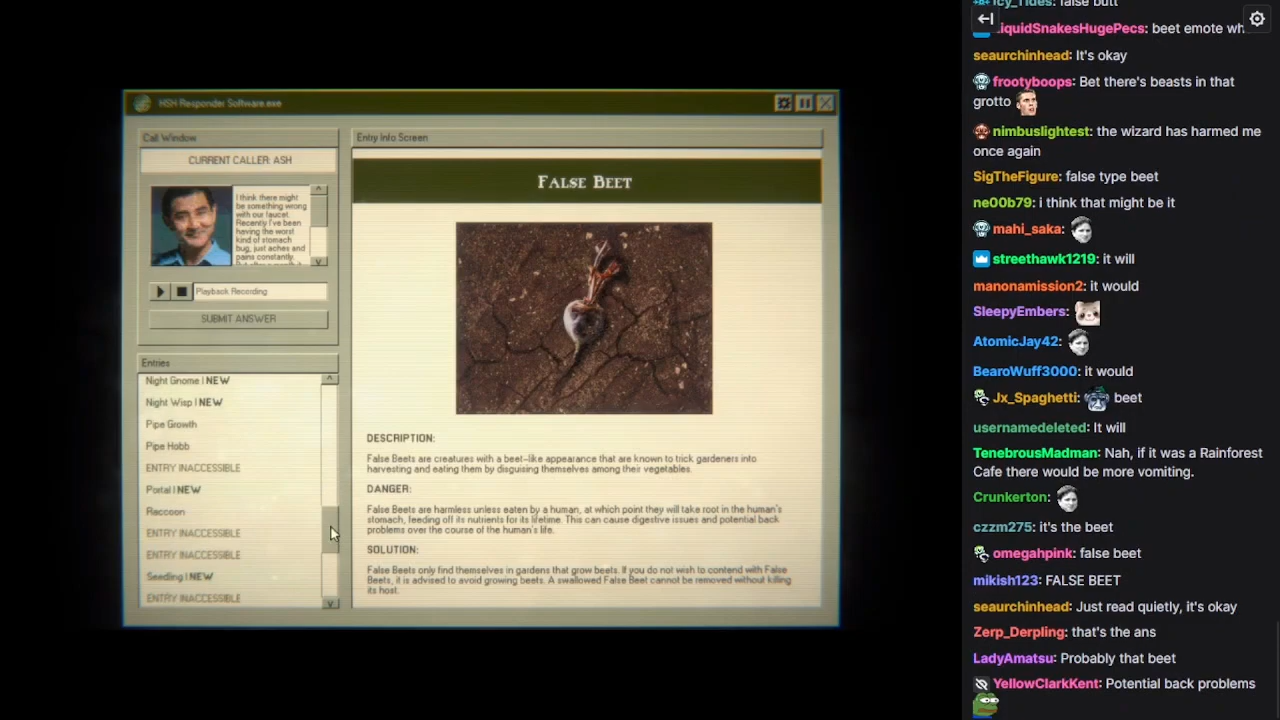 HSH Responder Software.exe
Call Window
CURRENT CALLER: ASH
I think there might
be something wrong
with our faucet.
Recently I've been
having the worst
kind of stomach
bug, just aches and
pains constantly.
Playback Recording
SUBMIT ANSWER
Entries
Night Gnome | NEW
Night Wisp | NEW
Pipe Growth
Pipe Hobb
ENTRY INACCESSIBLE
Portal | NEW
Raccoon
ENTRY INACCESSIBLE
ENTRY INACCESSIBLE
Seedling | NEW
ENTRY INACCESSIBLE
Entry Info Screen
FALSE BEET
DESCRIPTION:
False Beets are creatures with a beet-like appearance that are known to trick gardeners into
harvesting and eating them by disguising themselves among their vegetables.
DANGER:
False Beets are harmless unless eaten by a human, at which point they will take root in the human's
stomach, feeding off its nutrients for its lifetime. This can cause digestive issues and potential back
problems over the course of the human's life.
SOLUTION:
False Beets only find themselves in gardens that grow beets. If you do not wish to contend with False
Beets, it is advised to avoid growing beets. A swallowed False Beet cannot be removed without killing
its host.
Icy_Tides: false butt
LiquidSnakesHugePecs: beet emote wh
seaurchinhead: It's okay
frootyboops: Bet there's beasts in that
grotto
nimbuslightest: the wizard has harmed me
once again
SigTheFigure: false type beet
ne00b79: i think that might be it
mahi_saka:
streethawk1219: it will
manonamission2: it would
SleepyEmbers:
AtomicJay42:
BearoWuff3000: it would
Jx_Spaghetti: beet
usernamedeleted: It will
TenebrousMadman: Nah, if it was a Rainforest
Cafe there would be more vomiting.
Crunkerton:
czzm275: it's the beet
omegahpink: false beet
mikish123: FALSE BEET
seaurchinhead: Just read quietly, it's okay
Zerp_Derpling: that's the ans
LadyAmatsu: Probably that beet
YellowClarkKent: Potential back problems